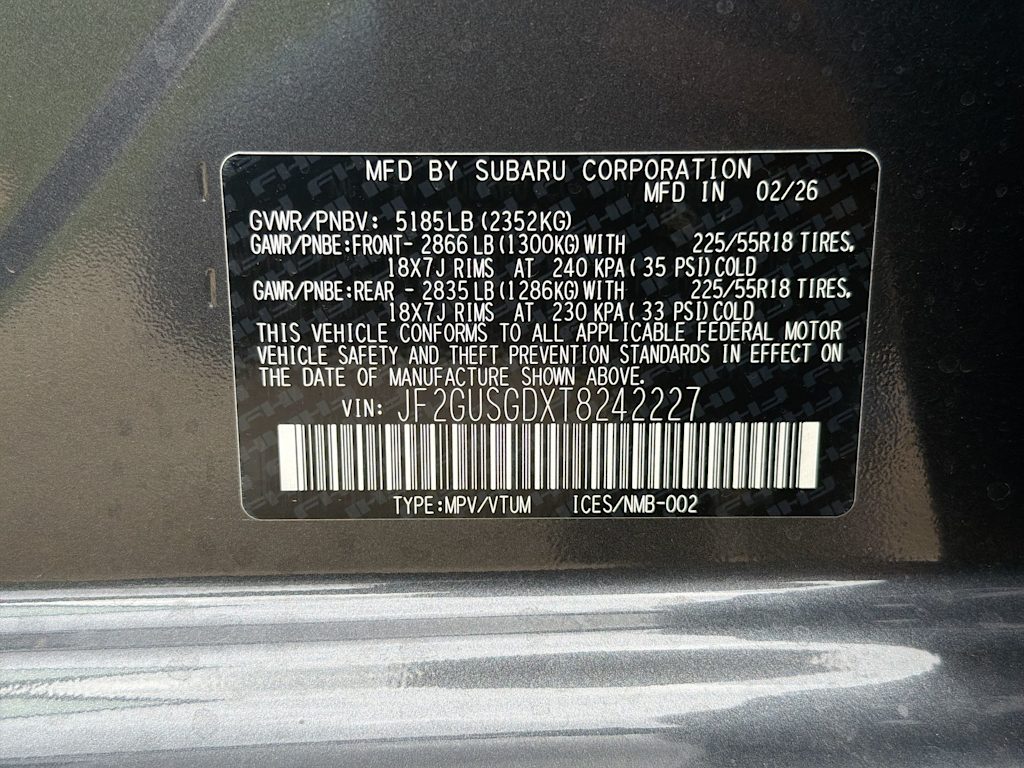 MFD BY SUBARU CORPORATION
MFD IN 02/26
GVWR/PNBV: 5185LB (2352KG)
GAWR/PNBE:FRONT- 2866 LB (1300KG) WITH 225/55R18 TIRES,
18X7J RIMS AT 240 KPA ( 35 PSI) COLD
GAWR/PNBE:REAR - 2835 LB (1286KG) WITH 225/55R18 TIRES,
18X7J RIMS AT 230 KPA ( 33 PSI) COLD
THIS VEHICLE CONFORMS TO ALL APPLICABLE FEDERAL MOTOR
VEHICLE SAFETY AND THEFT PREVENTION STANDARDS IN EFFECT ON
THE DATE OF MANUFACTURE SHOWN ABOVE.
VIN: JF2GUSGDXT8242227
TYPE:MPV/VTUM ICES/NMB-002